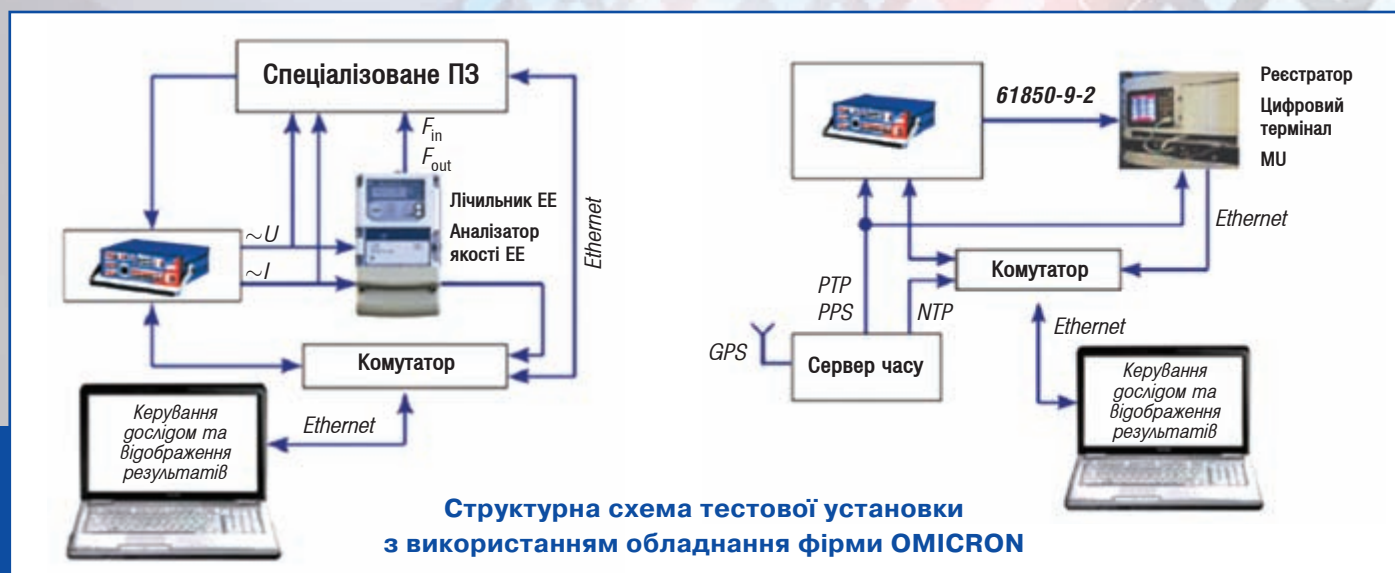 Спеціалізоване ПЗ
F in
F out
Лічильник ЕЕ
Аналізатор
якості ЕЕ
Ethernet
~U
~I
Комутатор
Ethernet
Керування
дослідом та
відображення
результатів
61850-9-2
Реєстратор
Цифровий
термінал
MU
Ethernet
Комутатор
PTP
PPS
NTP
GPS
Сервер часу
Ethernet
Керування
дослідом та
відображення
результатів
Структурна схема тестової установки
з використанням обладнання фірми OMICRON